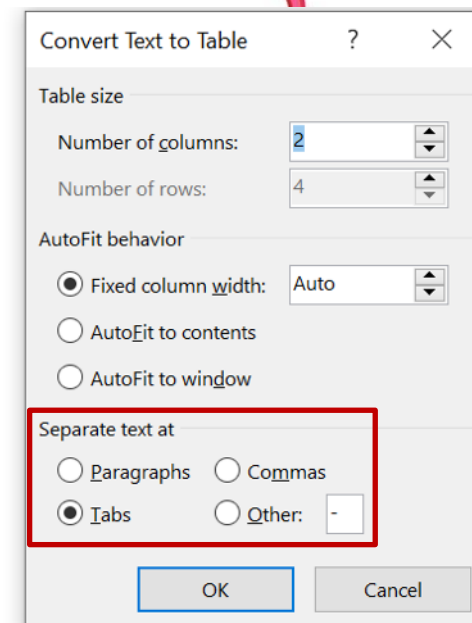 Convert Text to Table ?
Table size
Number of columns: 2
Number of rows: 4
AutoFit behavior
Fixed column width: Auto
AutoFit to contents
AutoFit to window
Separate text at
Paragraphs Commas
Tabs Other: -
OK Cancel